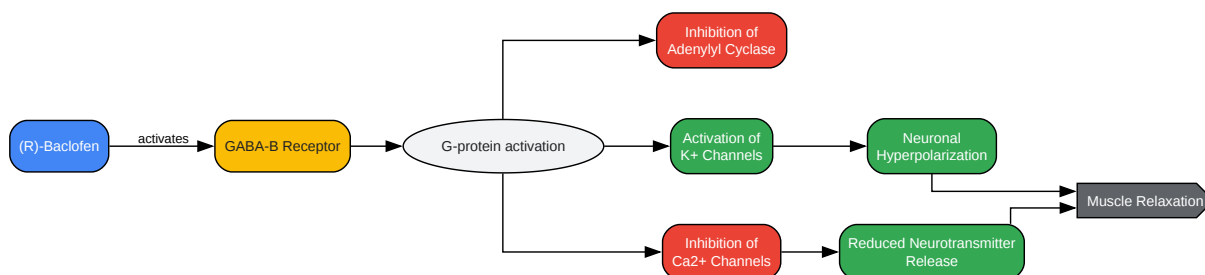 Inhibition of
Adenylyl Cyclase
(R)-Baclofen
activates
GABA-B Receptor
G-protein activation
Activation of
K+ Channels
Neuronal
Hyperpolarization
Muscle Relaxation
Inhibition of
Ca2+ Channels
Reduced Neurotransmitter
Release